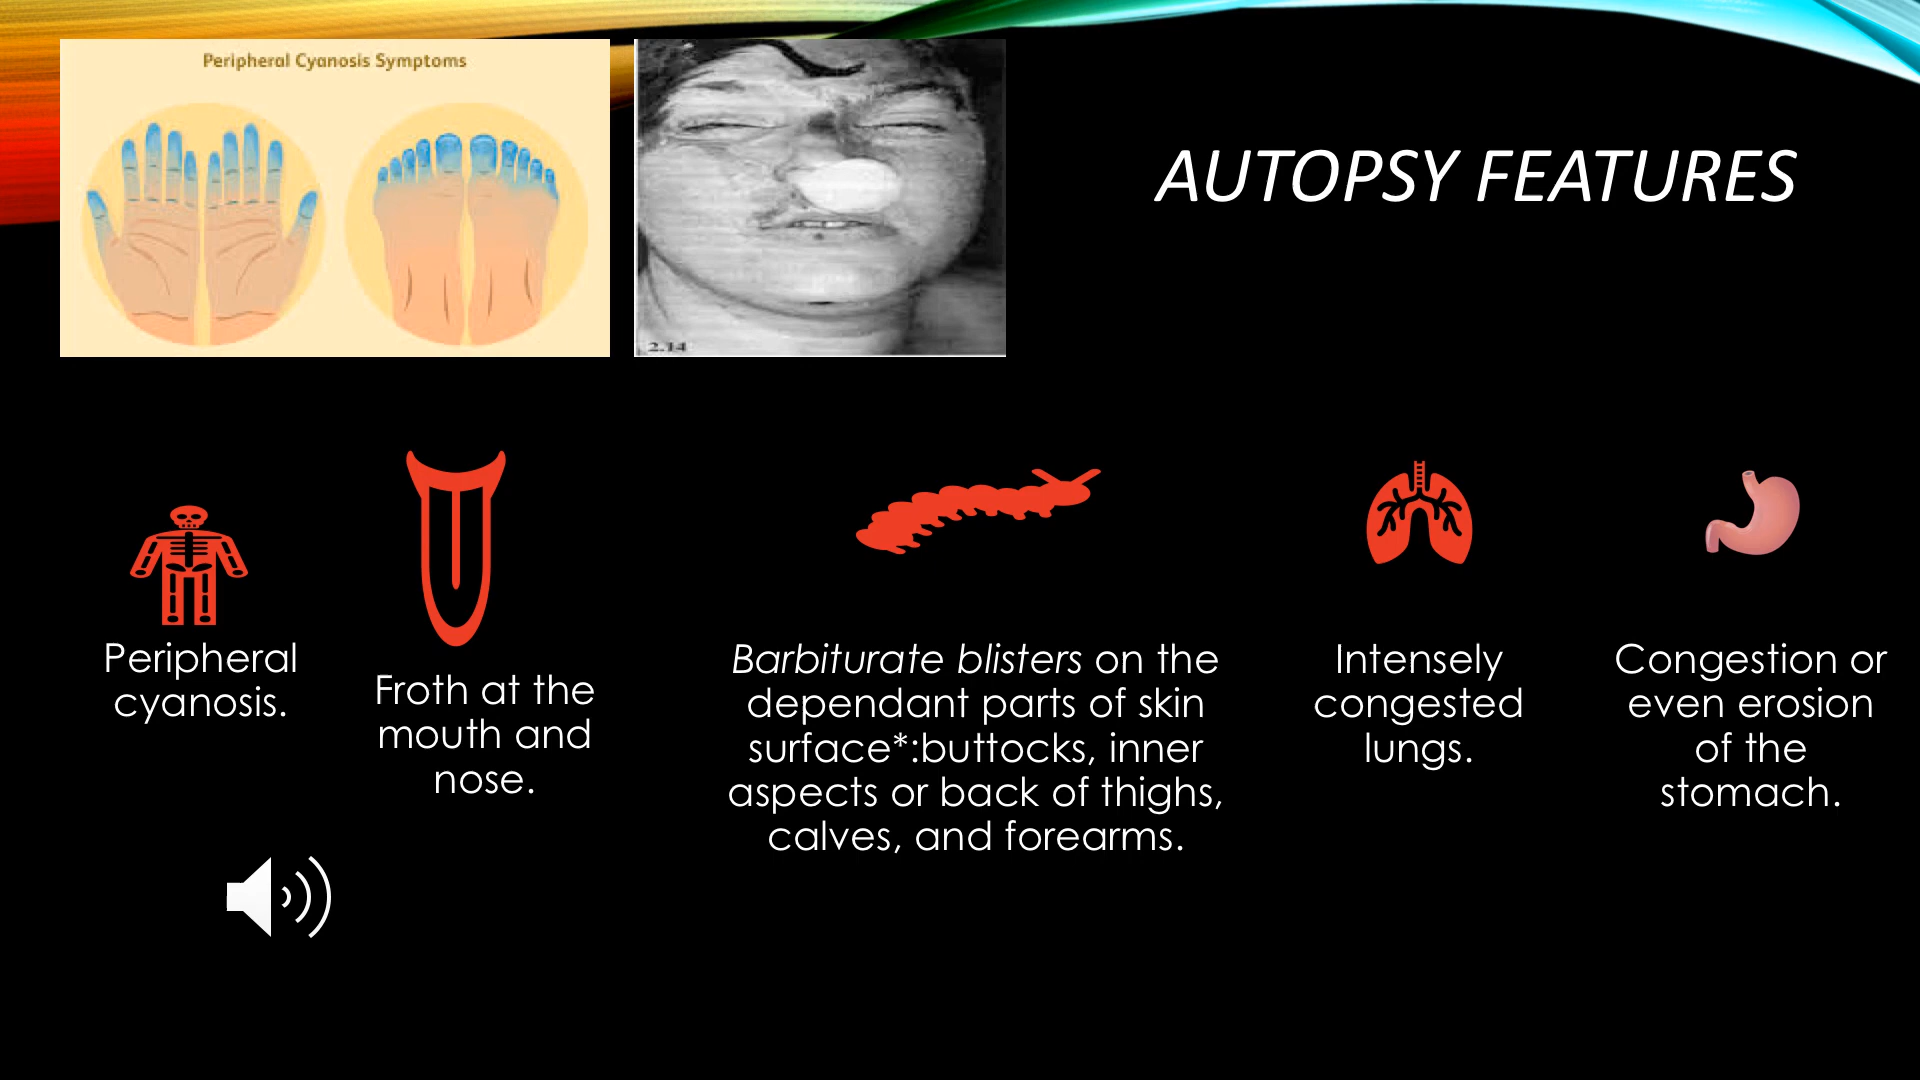 Peripheral Cyanosis Symptoms
2.14
AUTOPSY FEATURES
Peripheral
cyanosis.
Froth at the
mouth and
nose.
Barbiturate blisters on the
dependant parts of skin
surface*:buttocks, inner
aspects or back of thighs,
calves, and forearms.
Intensely
congested
lungs.
Congestion or
even erosion
of the
stomach.